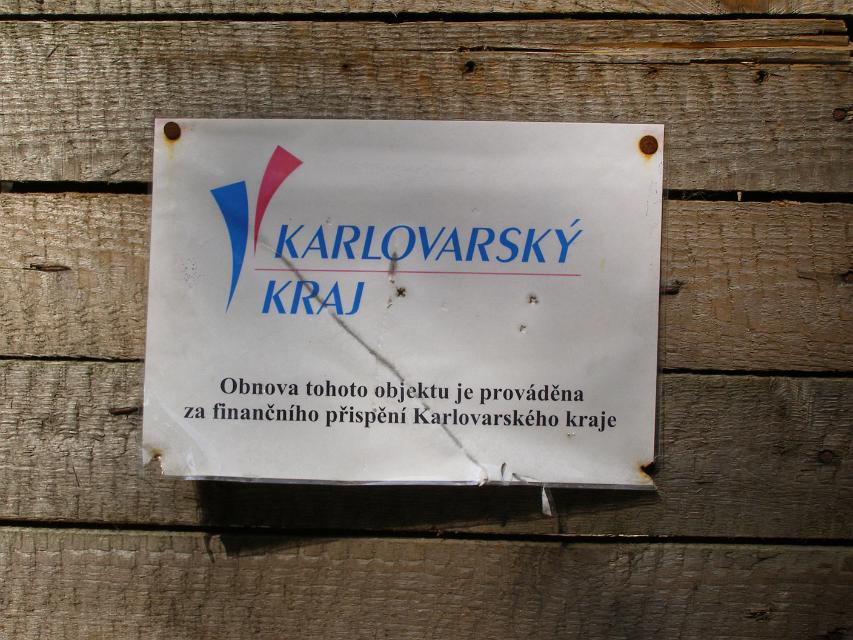 KARLOVARSKÝ
KRAJ
Obnova tohoto objektu je prováděna
za finančního přispění Karlovarského kraje